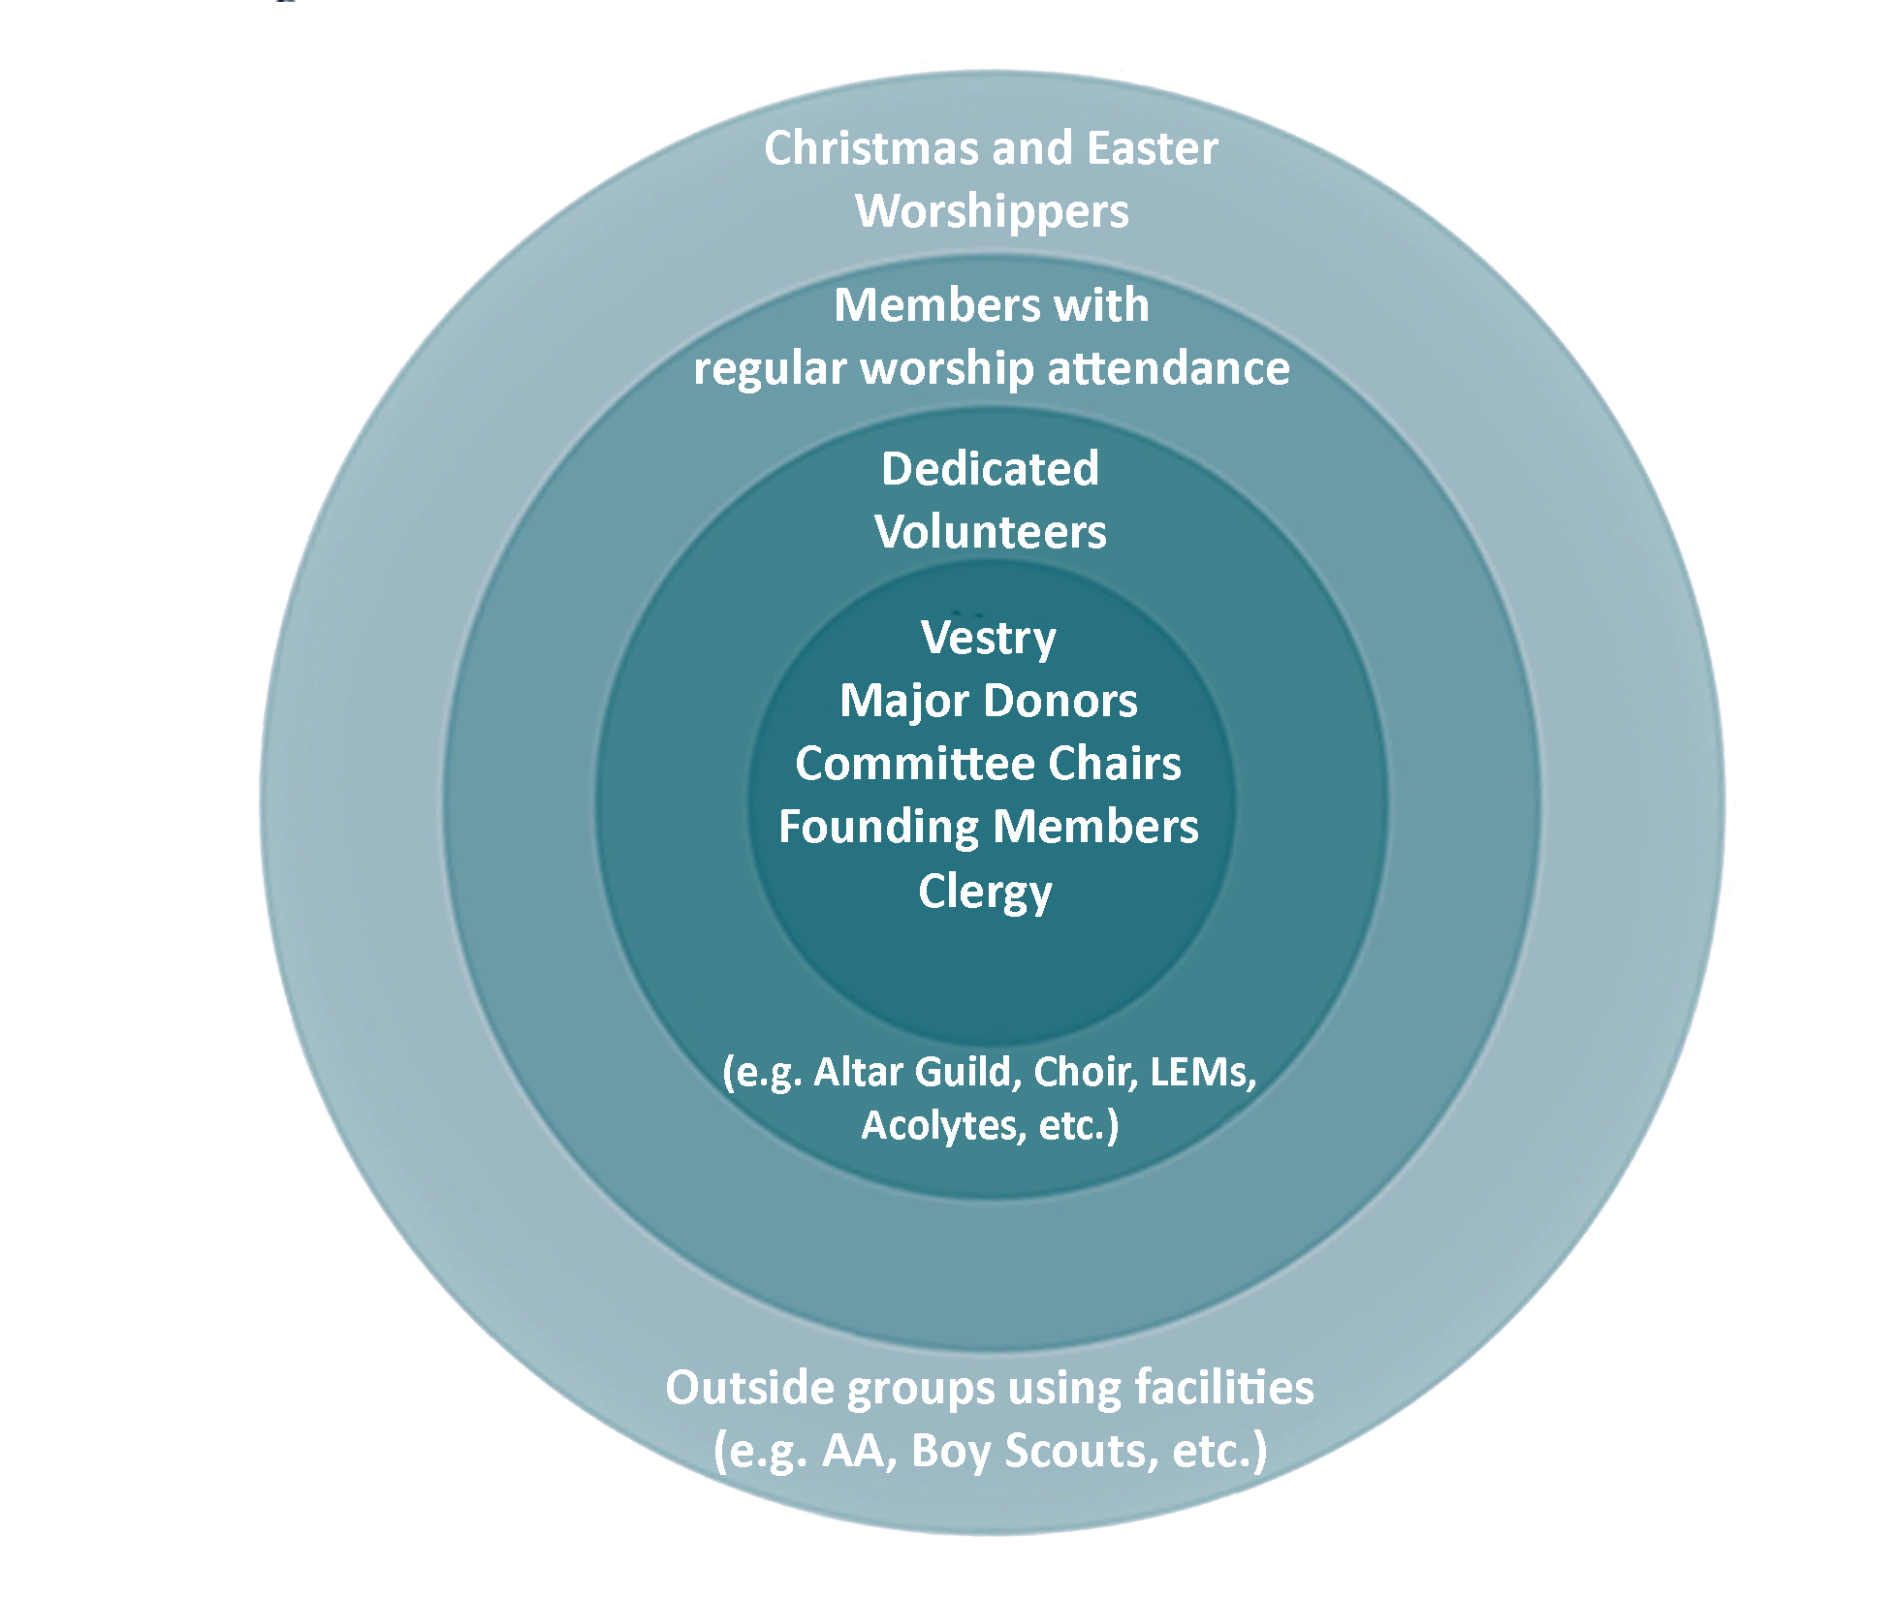 Christmas and Easter
Worshippers
Members with
regular worship attendance
Dedicated
Volunteers
Vestry
Major Donors
Committee Chairs
Founding Members
Clergy
(e.g. Altar Guild, Choir, LEMs,
Acolytes, etc.)
Outside groups using facilities
(e.g. AA, Boy Scouts, etc.)